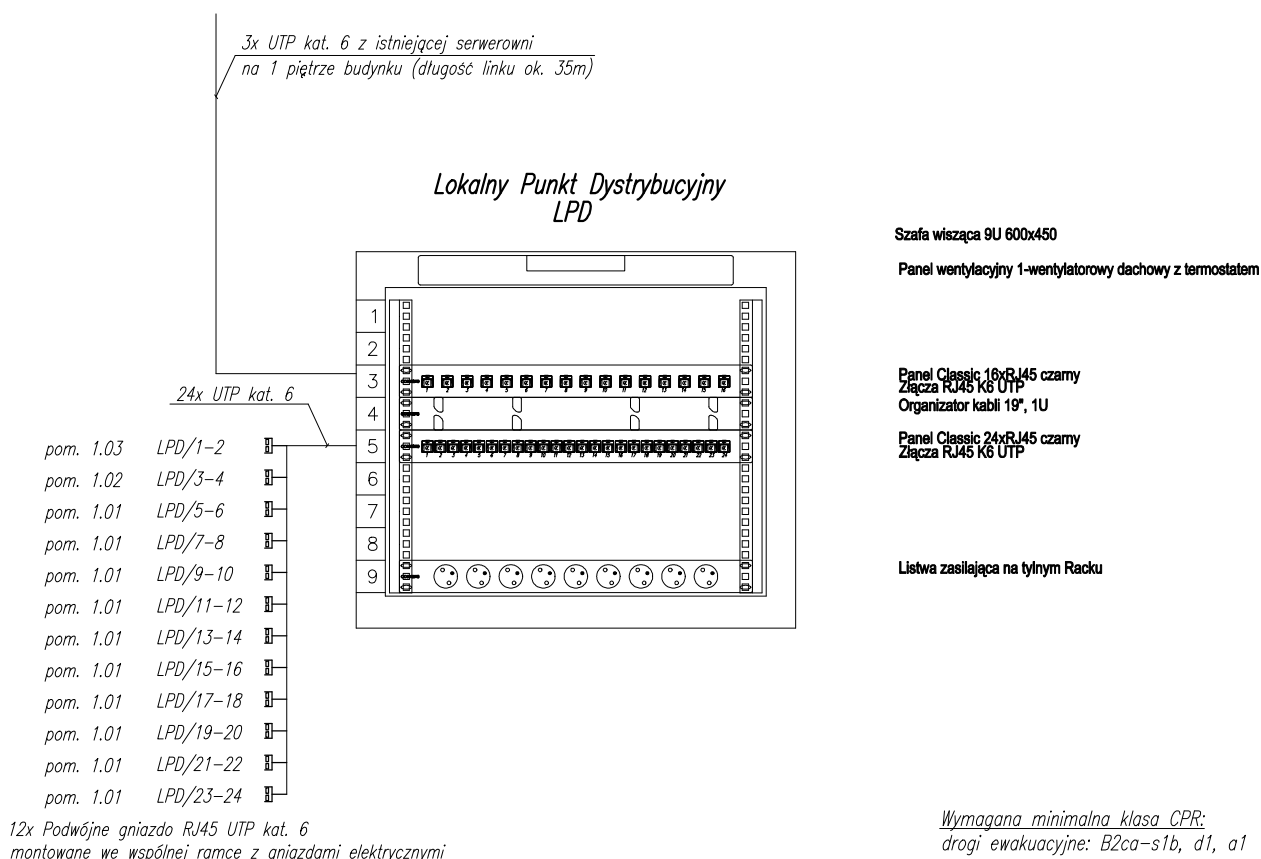 3x UTP kat. 6 z istniejącej serwerowni
na 1 piętrze budynku (długość linku ok. 35m)
Lokalny Punkt Dystrybucyjny
LPD
Szafa wisząca 9U 600x450
Panel wentylacyjny 1-wentylatorowy dachowy z termostatem
1
2
3
4
5
6
7
8
9
Panel Classic 16xRJ45 czarny
Złącza RJ45 K6 UTP
Organizator kabli 19", 1U
Panel Classic 24xRJ45 czarny
Złącza RJ45 K6 UTP
Listwa zasilająca na tylnym Racku
24x UTP kat. 6
pom. 1.03 LPD/1-2
pom. 1.02 LPD/3-4
pom. 1.01 LPD/5-6
pom. 1.01 LPD/7-8
pom. 1.01 LPD/9-10
pom. 1.01 LPD/11-12
pom. 1.01 LPD/13-14
pom. 1.01 LPD/15-16
pom. 1.01 LPD/17-18
pom. 1.01 LPD/19-20
pom. 1.01 LPD/21-22
pom. 1.01 LPD/23-24
12x Podwójne gniazdo RJ45 UTP kat. 6
montowane we wspólnej ramce z gniazdami elektrycznymi
Wymagana minimalna klasa CPR:
drogi ewakuacyjne: B2ca-s1b, d1, a1